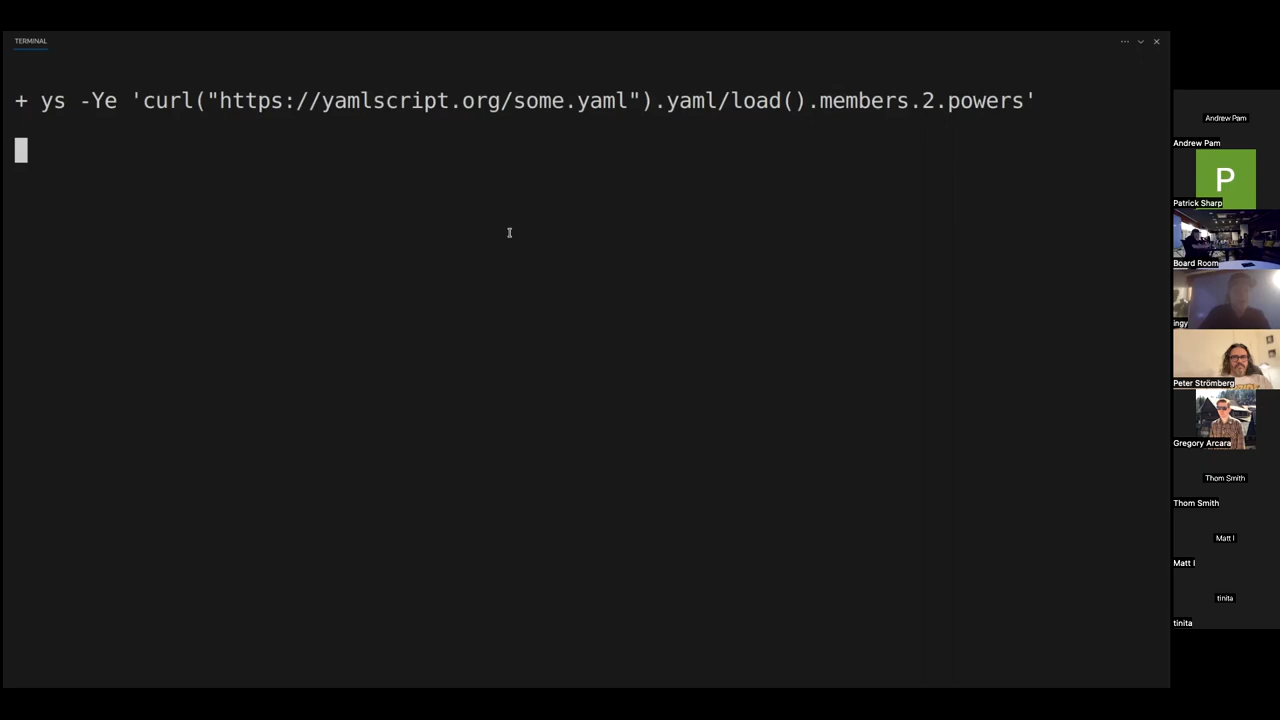 TERMINAL
+ ys -Ye 'curl("https://yamlscript.org/some.yaml").yaml/load().members.2.powers'
Andrew Pam
Andrew Pam
P
Patrick Sharp
Board Room
ingy
Peter Strömberg
Gregory Arcara
Thom Smith
Thom Smith
Matt I
Matt I
tinita
tinita